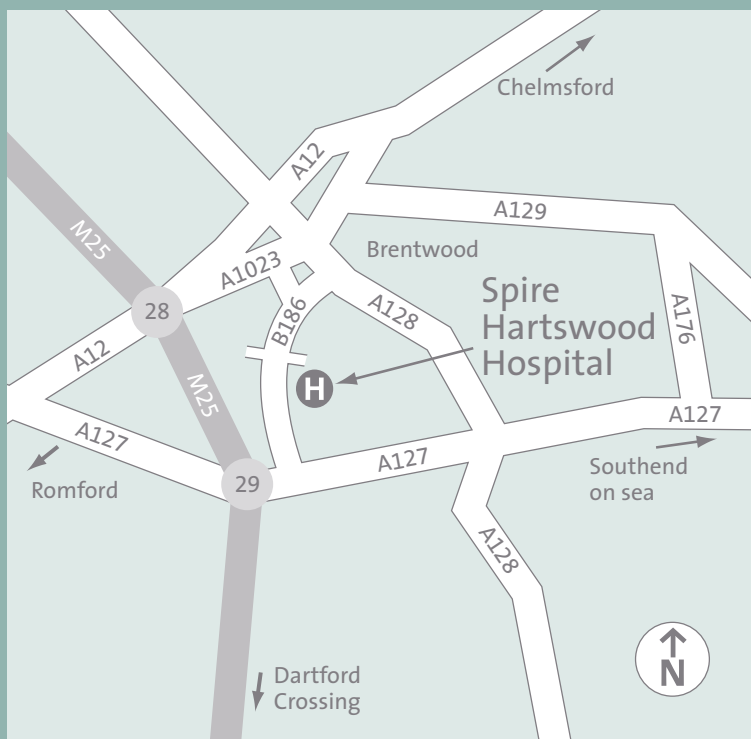 Chelmsford
A12
A129
M25
Brentwood
A1023
Spire
Hartswood
Hospital
28
B186
A128
A176
A12
M25
H
A127
A127
A127
Romford
29
Southend
on sea
A128
Dartford
Crossing
N